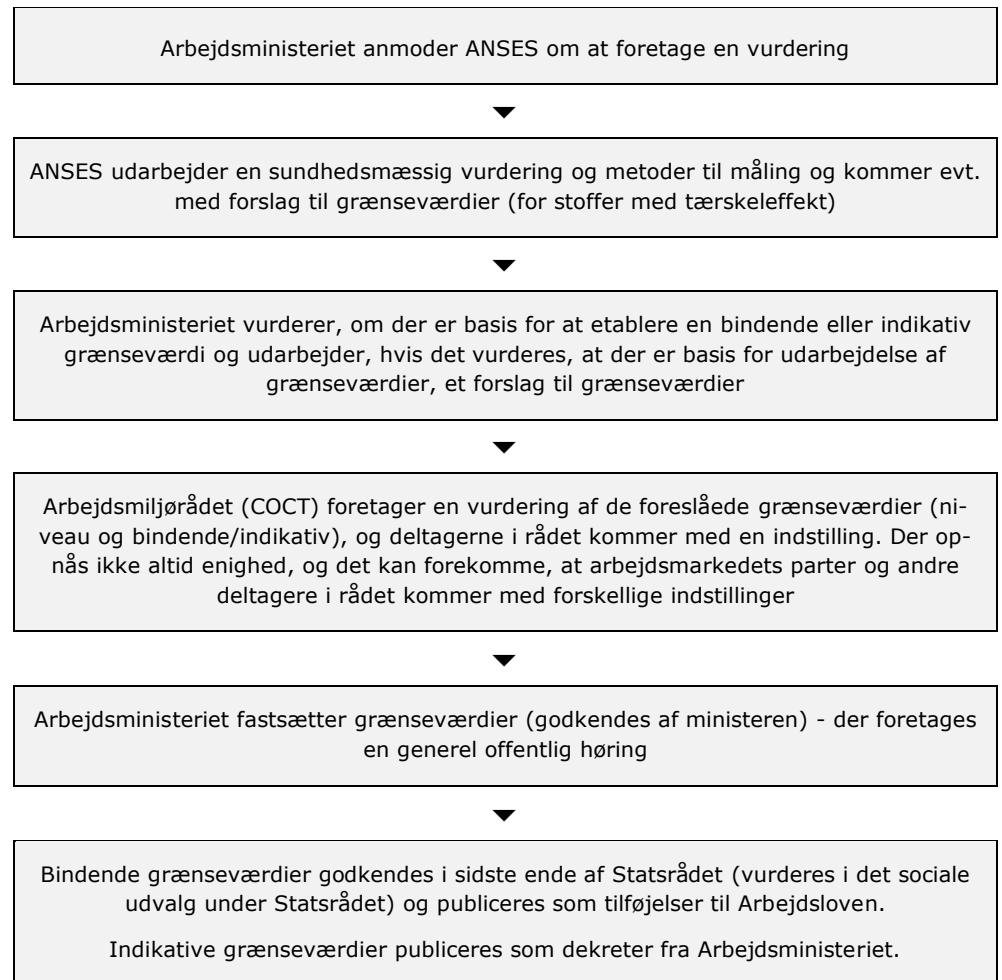 Arbejdsministeriet anmoder ANSES om at foretage en vurdering
ANSES udarbejder en sundhedsmæssig vurdering og metoder til måling og kommer evt.
med forslag til grænseværdier (for stoffer med tærskeleffekt)
Arbejdsministeriet vurderer, om der er basis for at etablere en bindende eller indikativ
grænseværdi og udarbejder, hvis det vurderes, at der er basis for udarbejdelse af
grænseværdier, et forslag til grænseværdier
Arbejdsmiljørådet (COCT) foretager en vurdering af de foreslåede grænseværdier (ni-
veau og bindende/indikativ), og deltagerne i rådet kommer med en indstilling. Der op-
nås ikke altid enighed, og det kan forekomme, at arbejdsmarkedets parter og andre
deltagere i rådet kommer med forskellige indstillinger
Arbejdsministeriet fastsætter grænseværdier (godkendes af ministeren) - der foretages
en generel offentlig høring
Bindende grænseværdier godkendes i sidste ende af Statsrådet (vurderes i det sociale
udvalg under Statsrådet) og publiceres som tilføjelser til Arbejdsloven.
Indikative grænseværdier publiceres som dekreter fra Arbejdsministeriet.